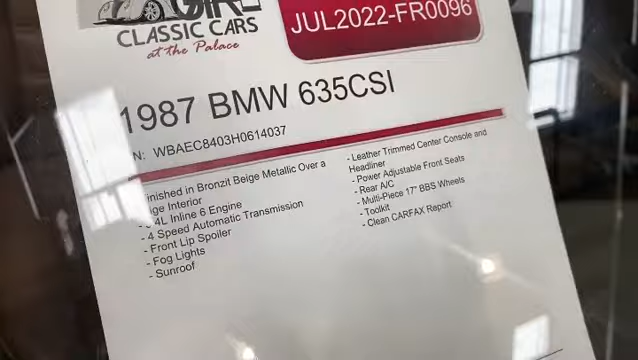 GIRL
CLASSIC CARS
at the Palace
JUL2022-FR0096
1987 BMW 635CSI
N: WBAEC8403H0614037
inished in Bronzit Beige Metallic Over a
ge Interior
4L Inline 6 Engine
- 4 Speed Automatic Transmission
- Front Lip Spoiler
- Fog Lights
- Sunroof
- Leather Trimmed Center Console and
Headliner
- Power Adjustable Front Seats
- Rear A/C
- Multi-Piece 17" BBS Wheels
- Toolkit
- Clean CARFAX Report